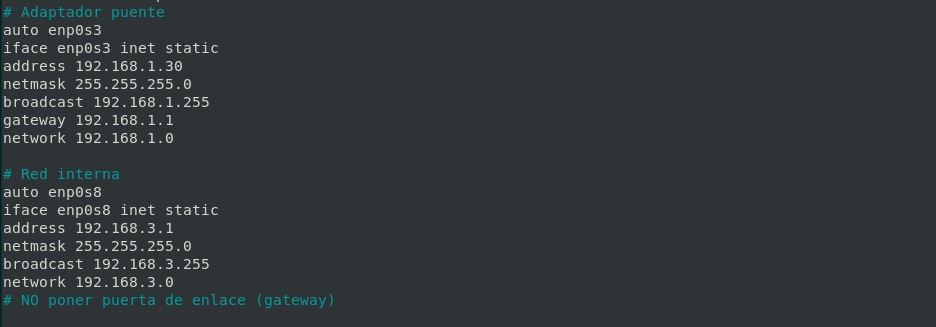 # Adaptador puente
auto enp0s3
iface enp0s3 inet static
address 192.168.1.30
netmask 255.255.255.0
broadcast 192.168.1.255
gateway 192.168.1.1
network 192.168.1.0

# Red interna
auto enp0s8
iface enp0s8 inet static
address 192.168.3.1
netmask 255.255.255.0
broadcast 192.168.3.255
network 192.168.3.0
# NO poner puerta de enlace (gateway)